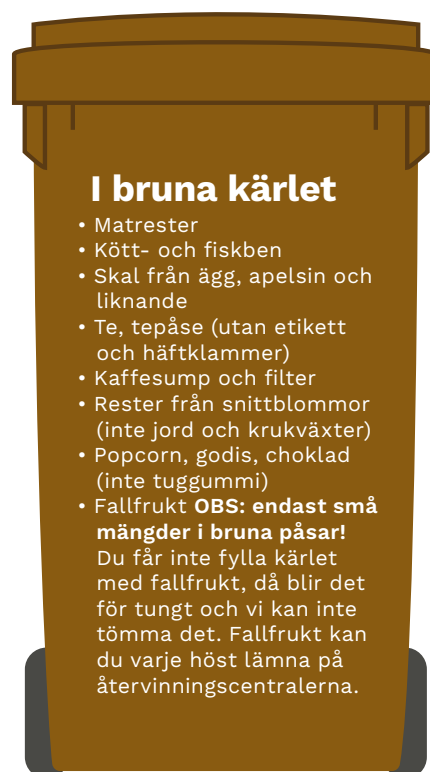 I bruna kärlet
• Matrester
• Kött- och fiskben
• Skal från ägg, apelsin och
liknande
• Te, tepåse (utan etikett
och häftklammer)
• Kaffesump och filter
• Rester från snittblommor
(inte jord och krukväxter)
• Popcorn, godis, choklad
(inte tuggummi)
• Fallfrukt OBS: endast små
mängder i bruna påsar!
Du får inte fylla kärlet
med fallfrukt, då blir det
för tungt och vi kan inte
tömma det. Fallfrukt kan
du varje höst lämna på
återvinningscentralerna.